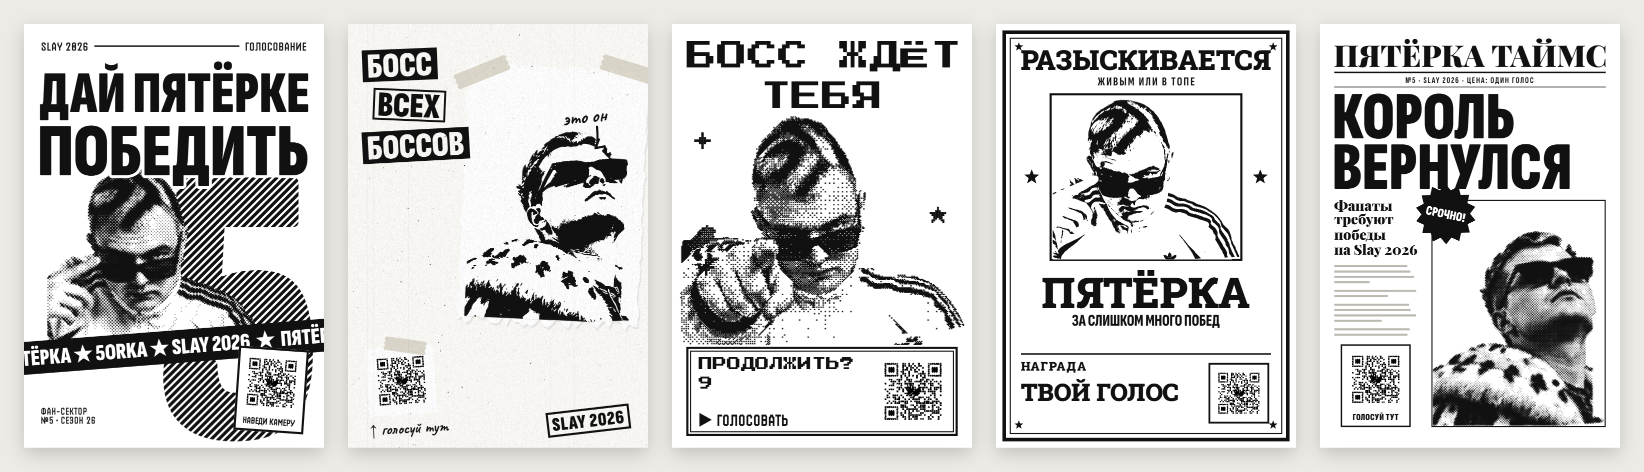 SLAY 2026
ГОЛОСОВАНИЕ
ДАЙ ПЯТЁРКЕ
ПОБЕДИТЬ
5
ТЁРКА ★ 5ORKA ★ SLAY 2026 ★ ПЯТЁР
НАВЕДИ КАМЕРУ
ФАН-СЕКТОР
№5 · СЕЗОН 26
БОСС
ВСЕХ
БОССОВ
это он
↑ голосуй тут
SLAY 2026
БОСС ЖДЁТ
ТЕБЯ
ПРОДОЛЖИТЬ?
9
▶ ГОЛОСОВАТЬ
РАЗЫСКИВАЕТСЯ
ЖИВЫМ ИЛИ В ТОПЕ
ПЯТЁРКА
ЗА СЛИШКОМ МНОГО ПОБЕД
НАГРАДА
ТВОЙ ГОЛОС
ПЯТЁРКА ТАЙМС
№5 · SLAY 2026 · ЦЕНА: ОДИН ГОЛОС
КОРОЛЬ
ВЕРНУЛСЯ
Фанаты
требуют
победы
на Slay 2026
СРОЧНО!
ГОЛОСУЙ ТУТ